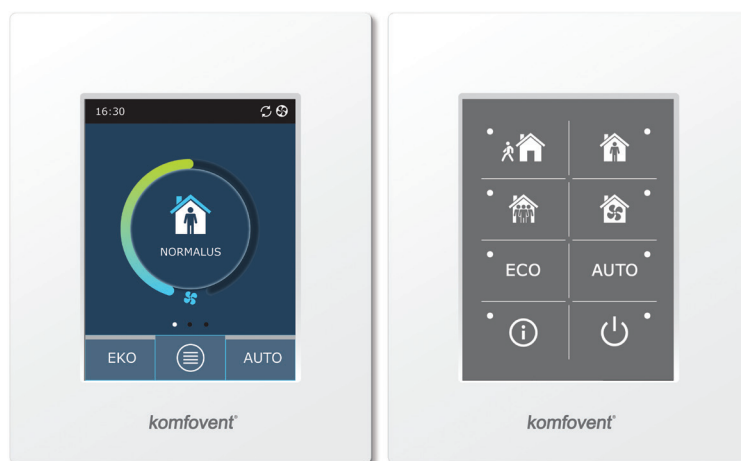 16:30
NORMALUS
EKO
AUTO
komfovent®
ECO
AUTO
komfovent®